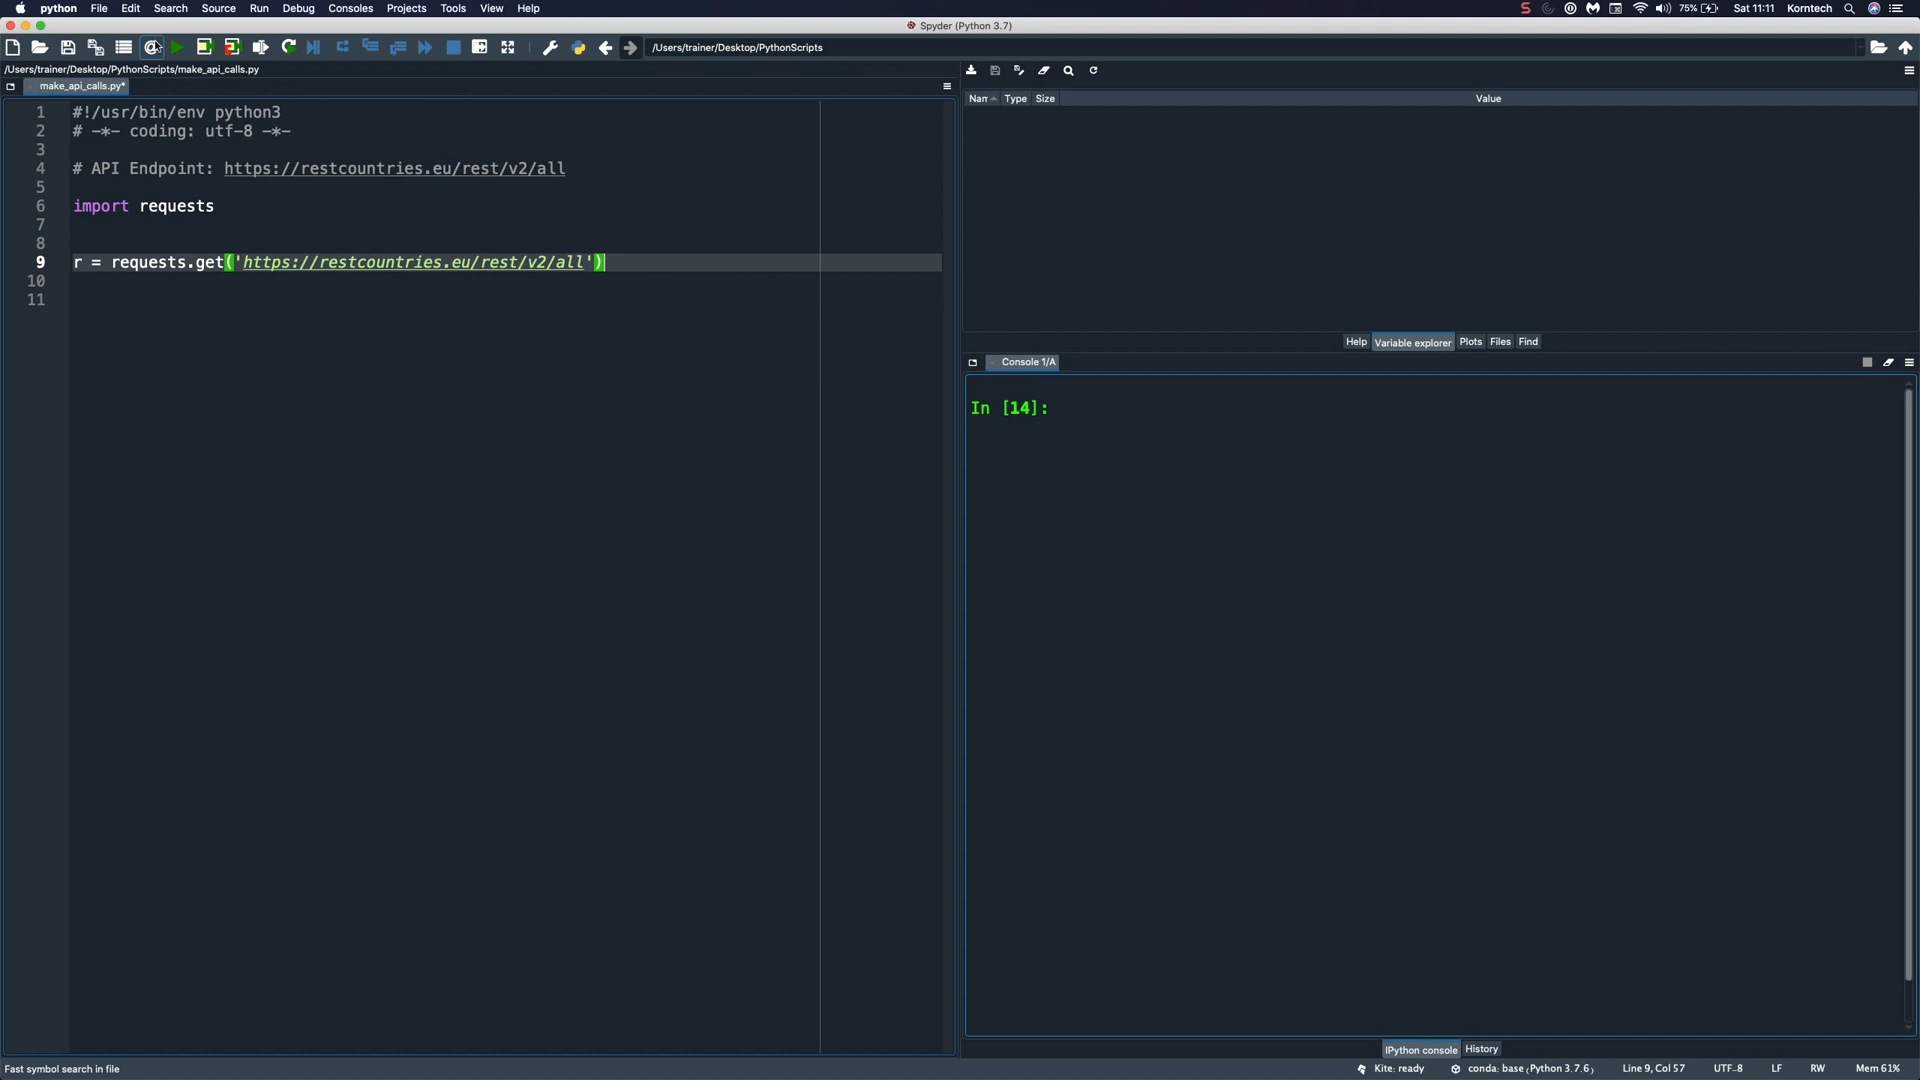 python File Edit Search Source Run Debug Consoles Projects Tools View Help 75% Sat 11:11 Korntech
Spyder (Python 3.7)
/Users/trainer/Desktop/PythonScripts
/Users/trainer/Desktop/PythonScripts/make_api_calls.py
make_api_calls.py*
1 #!/usr/bin/env python3
2 # -*- coding: utf-8 -*-
3
4 # API Endpoint: https://restcountries.eu/rest/v2/all
5
6 import requests
7
8
9 r = requests.get('https://restcountries.eu/rest/v2/all')
10
11
Nam Type Size Value
Help Variable explorer Plots Files Find
Console 1/A
In [14]:
IPython console History
Fast symbol search in file Kite: ready conda: base (Python 3.7.6) Line 9, Col 57 UTF-8 LF RW Mem 61%